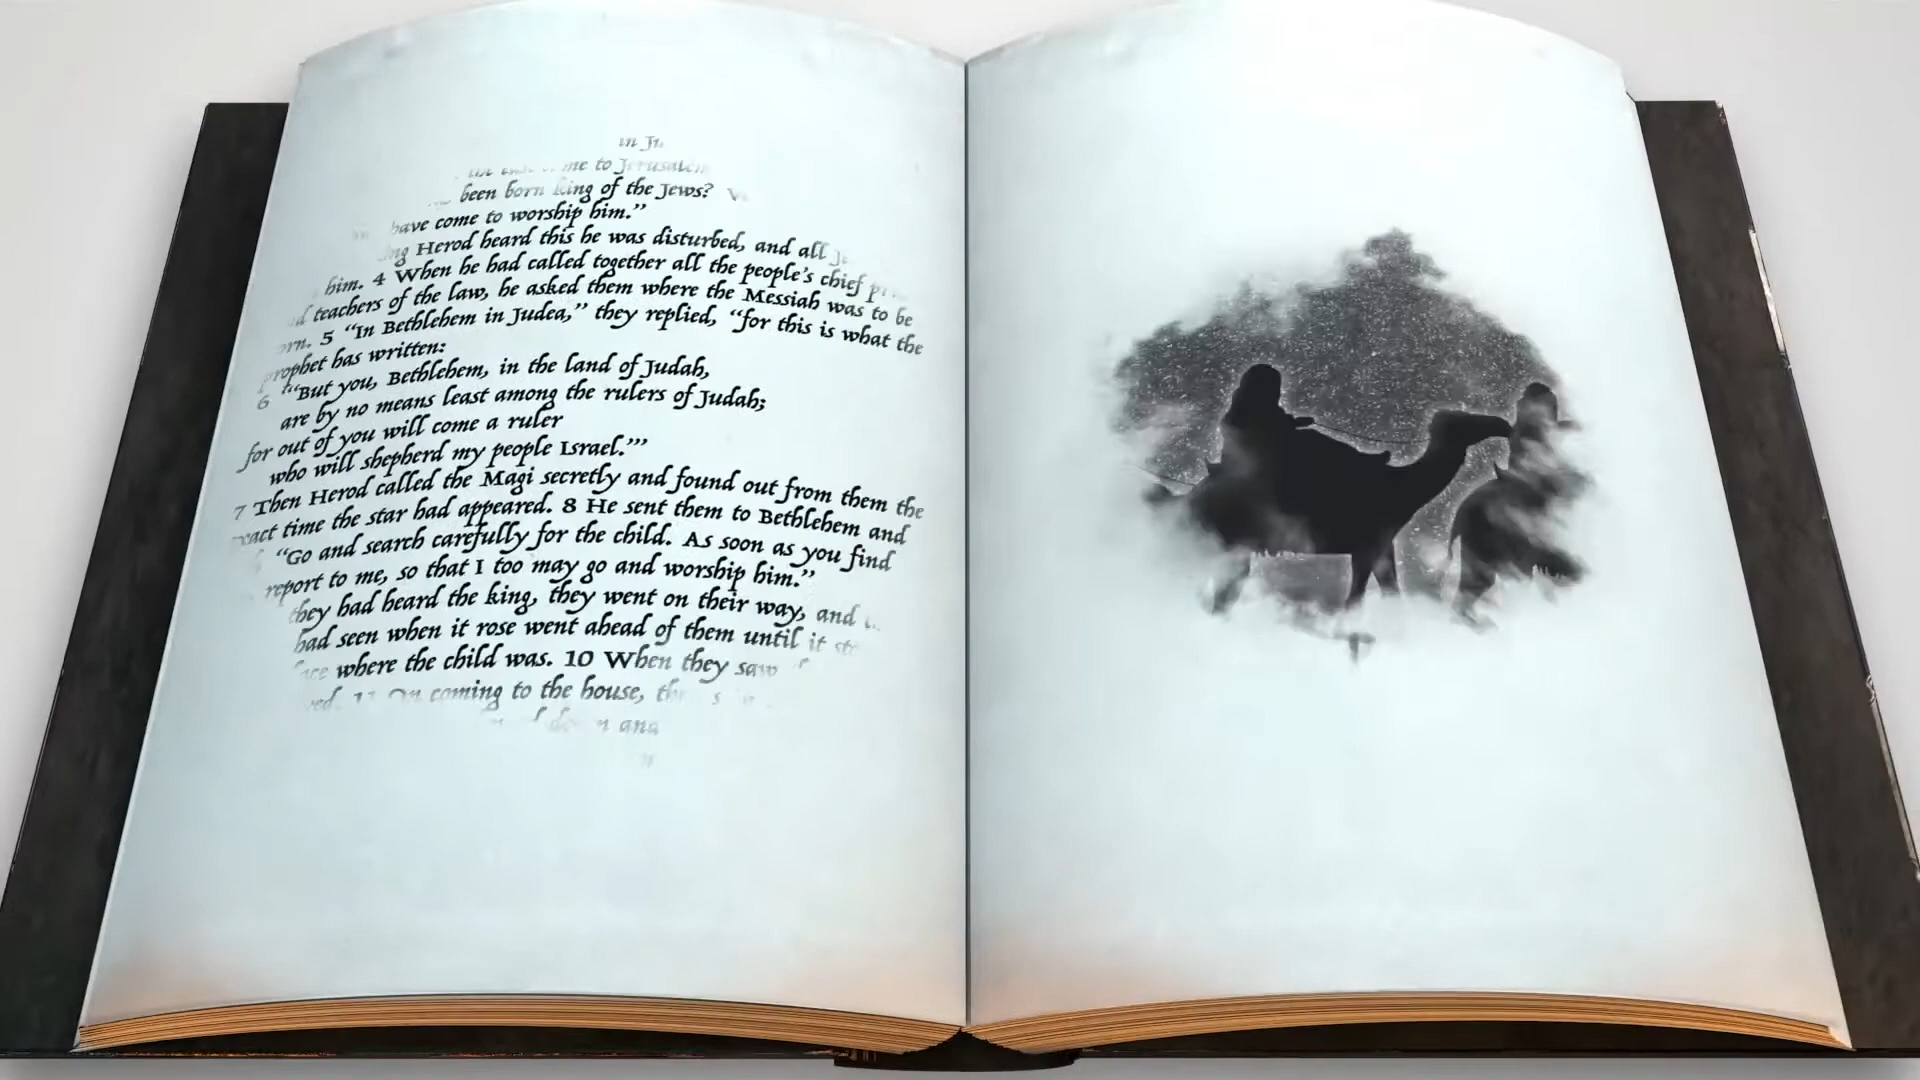 in
me to Jerusalem
been born king of the Jews?
have come to worship him.”
Herod heard this he was disturbed, and all
him. 4 When he had called together all the people’s chief
teachers of the law, he asked them where the Messiah was to be
5 “In Bethlehem in Judea,” they replied, “for this is what the
prophet has written:
6 “‘But you, Bethlehem, in the land of Judah,
are by no means least among the rulers of Judah;
for out of you will come a ruler
who will shepherd my people Israel.’”
7 Then Herod called the Magi secretly and found out from them the
exact time the star had appeared. 8 He sent them to Bethlehem and
“Go and search carefully for the child. As soon as you find
report to me, so that I too may go and worship him.”
they had heard the king, they went on their way, and
had seen when it rose went ahead of them until it
where the child was. 10 When they saw
11 On coming to the house,
and